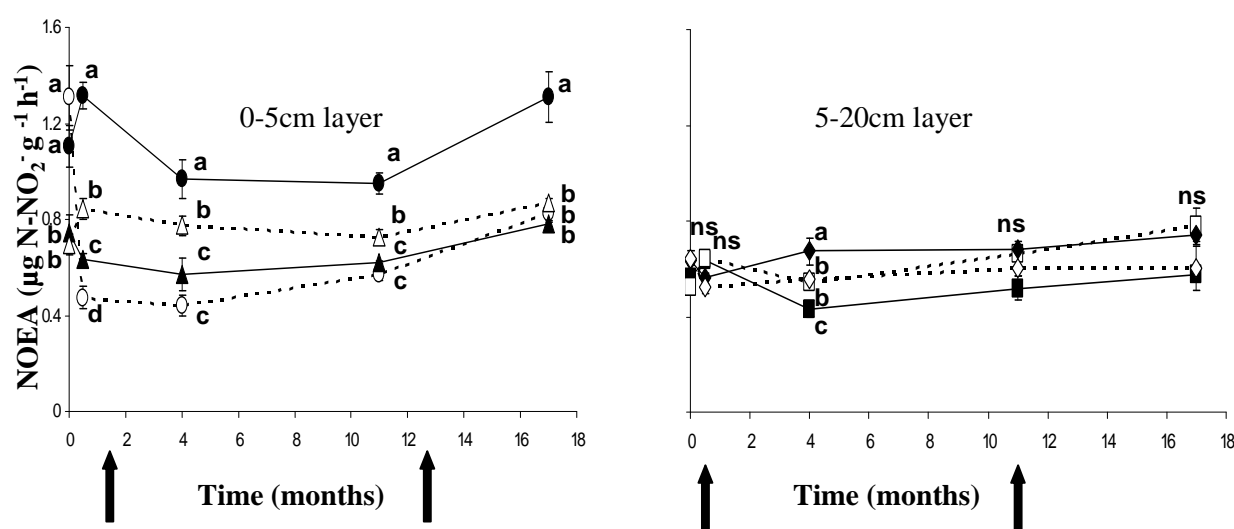 NOEA (µg N-NO₂⁻ g⁻¹ h⁻¹)
1.6
1.2
0.8
0.4
0
0-5cm layer
a
a
a
a
a
a
b
b
b
b
b
b
b
b
c
c
c
c
c
d
0 2 4 6 8 10 12 14 16 18
Time (months)
5-20cm layer
ns
ns
a
b
b
c
ns
ns
0 2 4 6 8 10 12 14 16 18
Time (months)